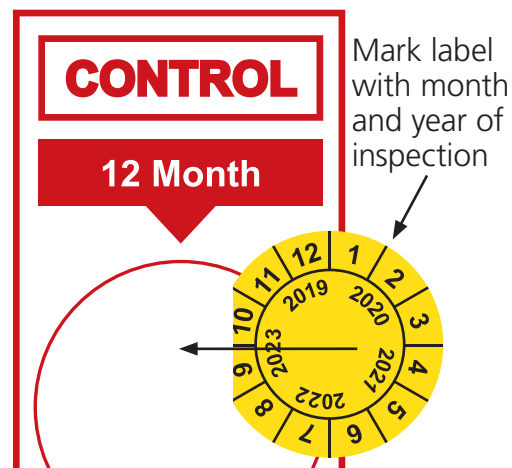 CONTROL
12 Month
Mark label
with month
and year of
inspection
1
2
3
4
5
6
7
8
9
10
11
12
2019
2020
2021
2022
2023